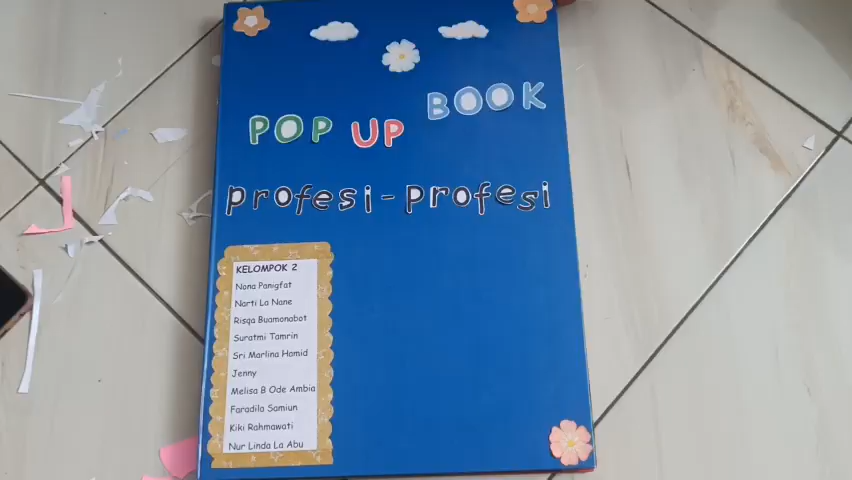 POP UP BOOK
profesi-profesi
KELOMPOK 2
Nona Panigfat
Narti La Nane
Risqa Buamonabot
Suratmi Tamrin
Sri Marlina Hamid
Jenny
Melisa B Ode Ambia
Faradila Samiun
Kiki Rahmawati
Nur Linda La Abu